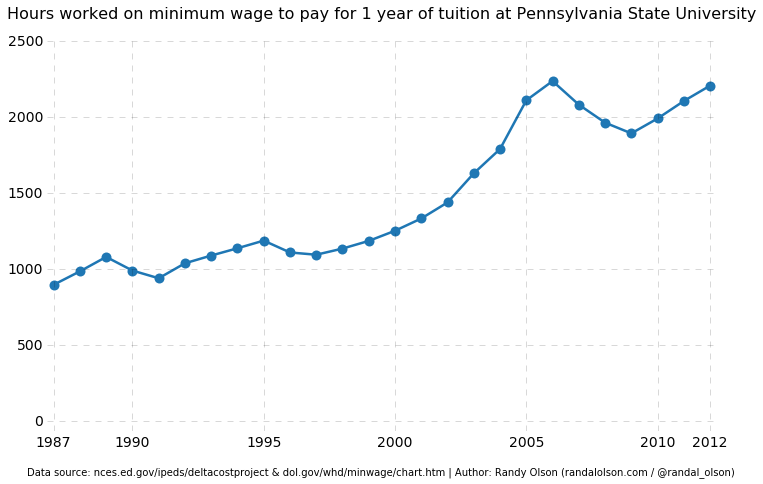 Hours worked on minimum wage to pay for 1 year of tuition at Pennsylvania State University
2500
2000
1500
1000
500
0
1987 1990 1995 2000 2005 2010 2012
Data source: nces.ed.gov/ipeds/deltacostproject & dol.gov/whd/minwage/chart.htm | Author: Randy Olson (randalolson.com / @randal_olson)